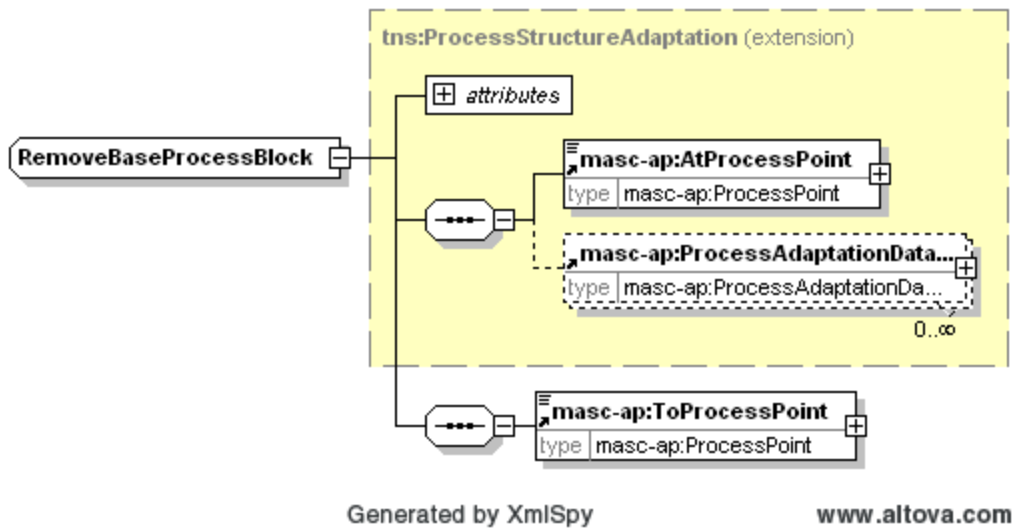 tns:ProcessStructureAdaptation (extension)
attributes
RemoveBaseProcessBlock
masc-ap:AtProcessPoint
type masc-ap:ProcessPoint
masc-ap:ProcessAdaptationData...
type masc-ap:ProcessAdaptationDa...
0..∞
masc-ap:ToProcessPoint
type masc-ap:ProcessPoint
Generated by XmlSpy www.altova.com